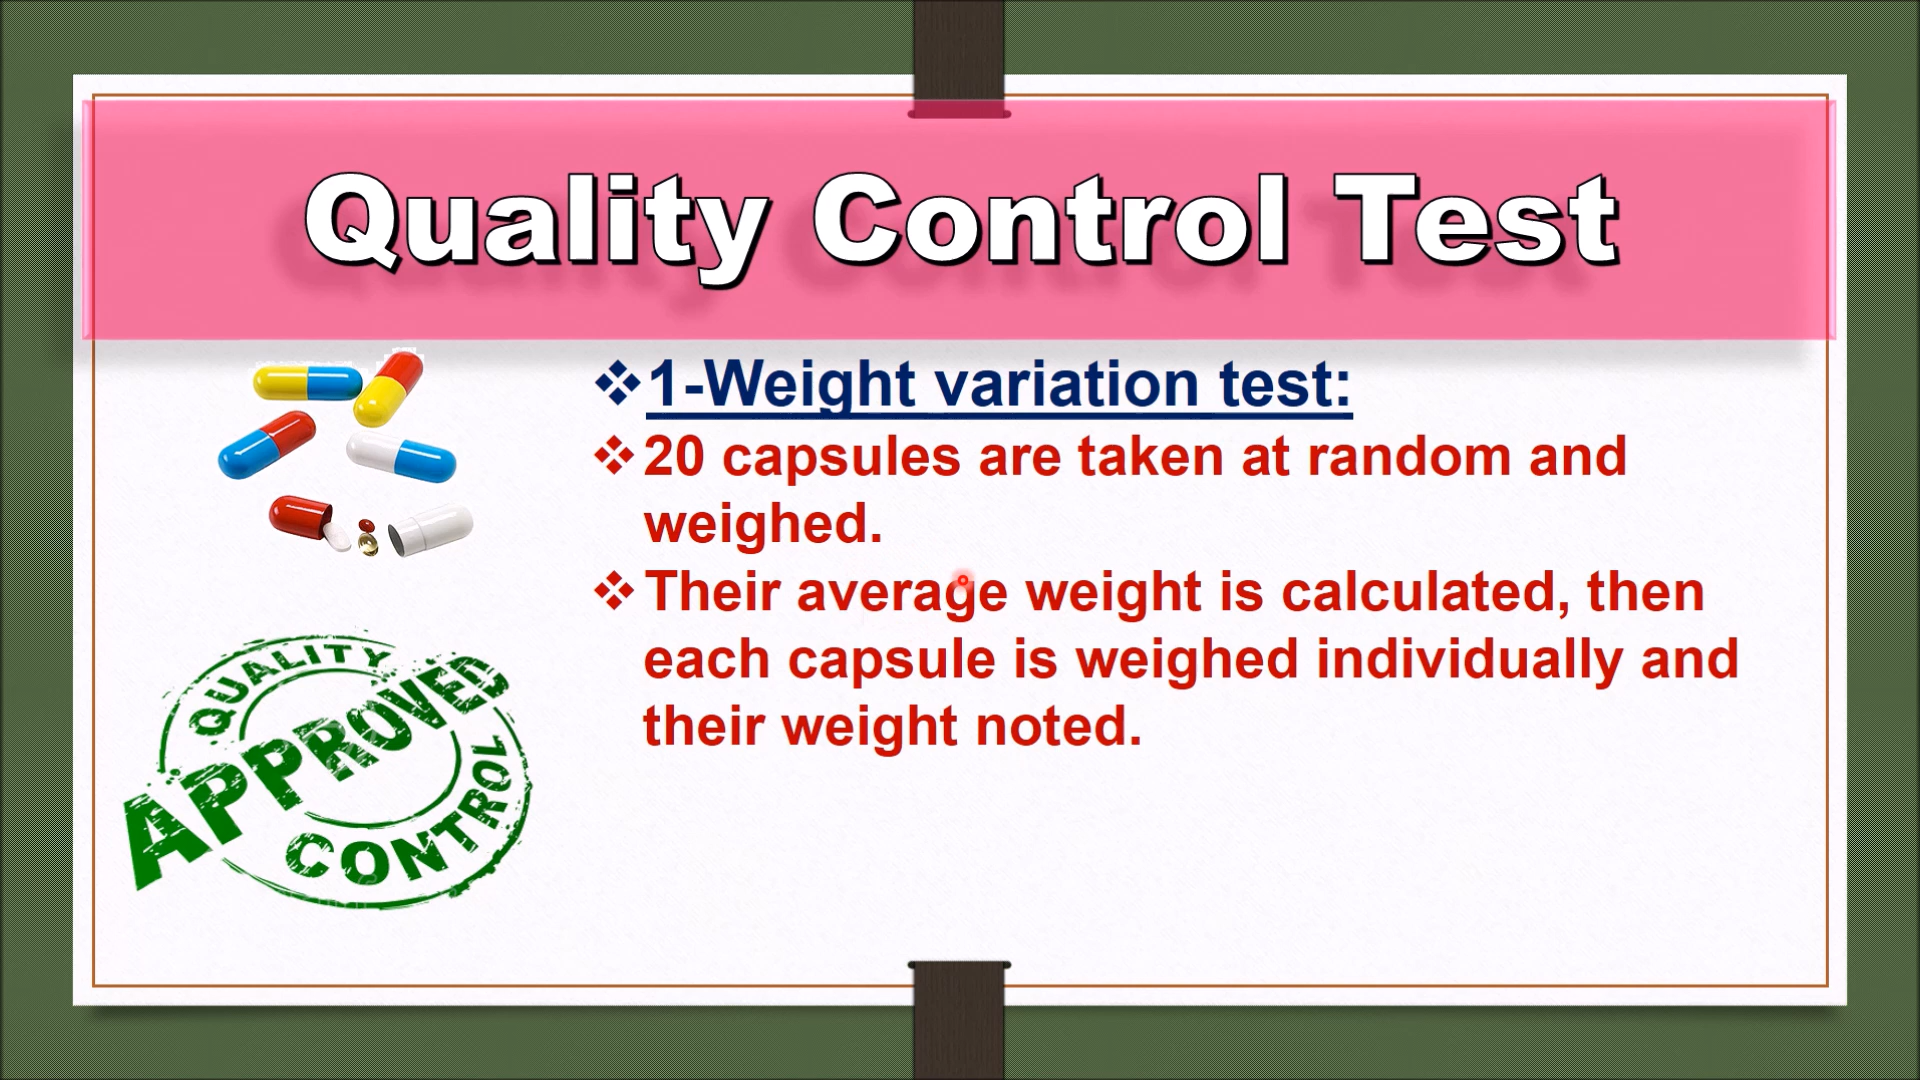 Quality Control Test
❖1-Weight variation test:
❖20 capsules are taken at random and
weighed.
❖Their average weight is calculated, then
each capsule is weighed individually and
their weight noted.
QUALITY
APPROVED
CONTROL